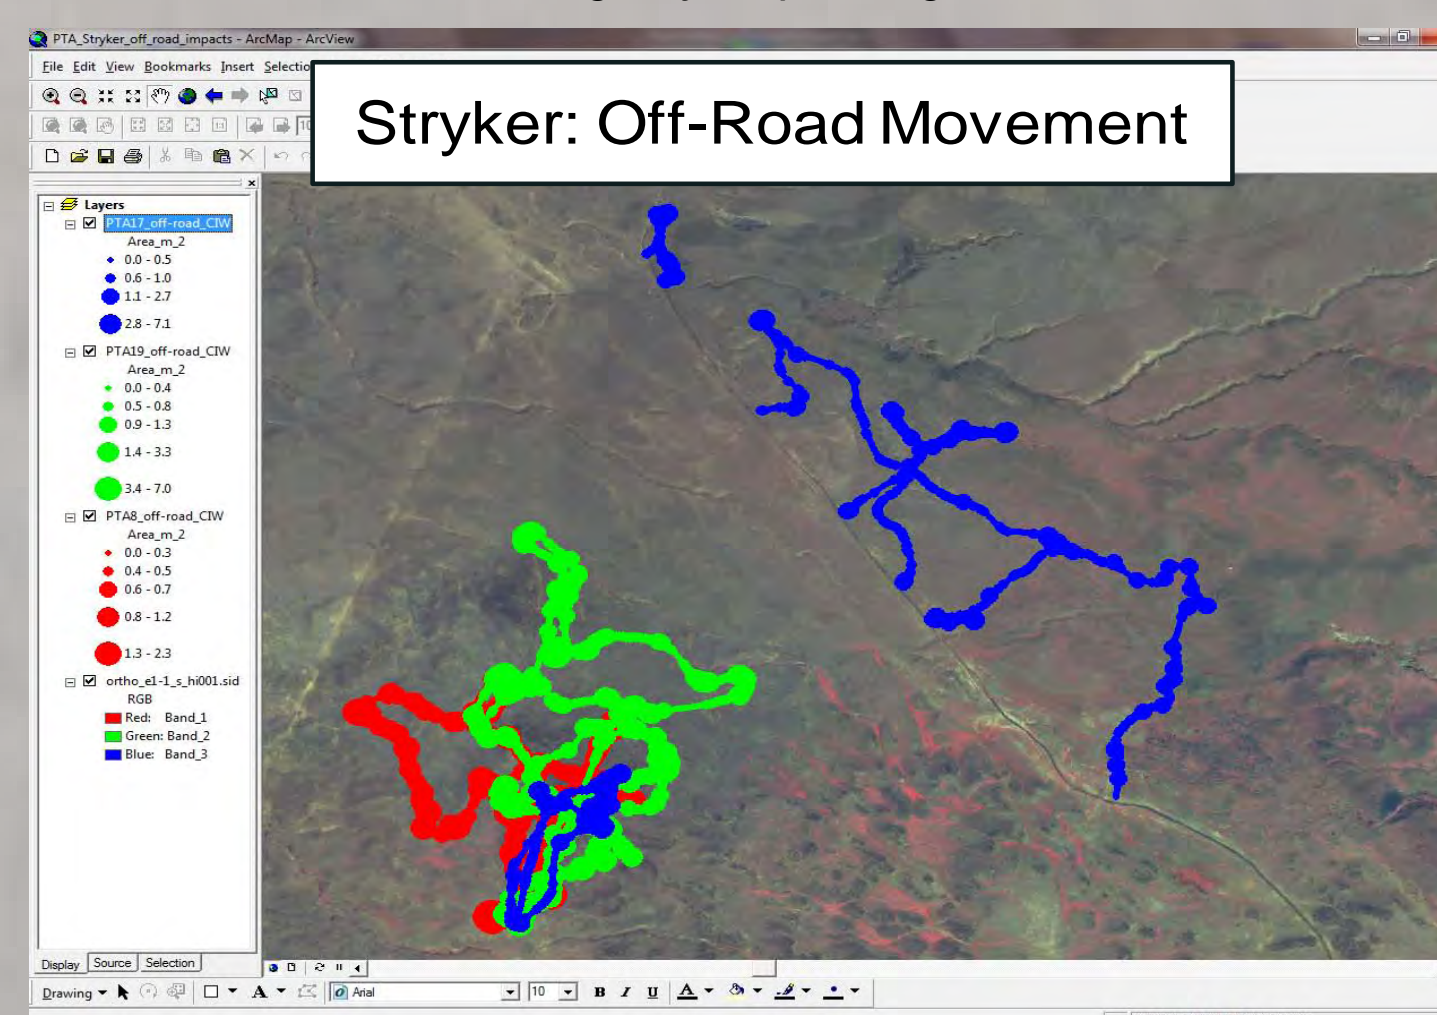 PTA_Stryker_off_road_impacts - ArcMap - ArcView
File Edit View Bookmarks Insert Selectio
Stryker: Off-Road Movement
Layers
PTA17_off-road_CIW
Area_m_2
0.0 - 0.5
0.6 - 1.0
1.1 - 2.7
2.8 - 7.1
PTA19_off-road_CIW
Area_m_2
0.0 - 0.4
0.5 - 0.8
0.9 - 1.3
1.4 - 3.3
3.4 - 7.0
PTA8_off-road_CIW
Area_m_2
0.0 - 0.3
0.4 - 0.5
0.6 - 0.7
0.8 - 1.2
1.3 - 2.3
ortho_e1-1_s_hi001.sid
RGB
Red: Band_1
Green: Band_2
Blue: Band_3
Display Source Selection
Drawing A Arial 10 B I U A